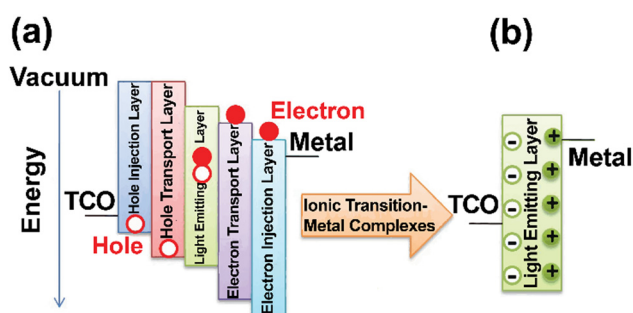 (a)
(b)
Vacuum
Energy
TCO
Hole
Hole Injection Layer
Hole Transport Layer
Light Emitting Layer
Electron Transport Layer
Electron Injection Layer
Electron
Metal
Ionic Transition-
Metal Complexes
TCO
Light Emitting Layer
Metal
- + 
- +
- +
- +
- +